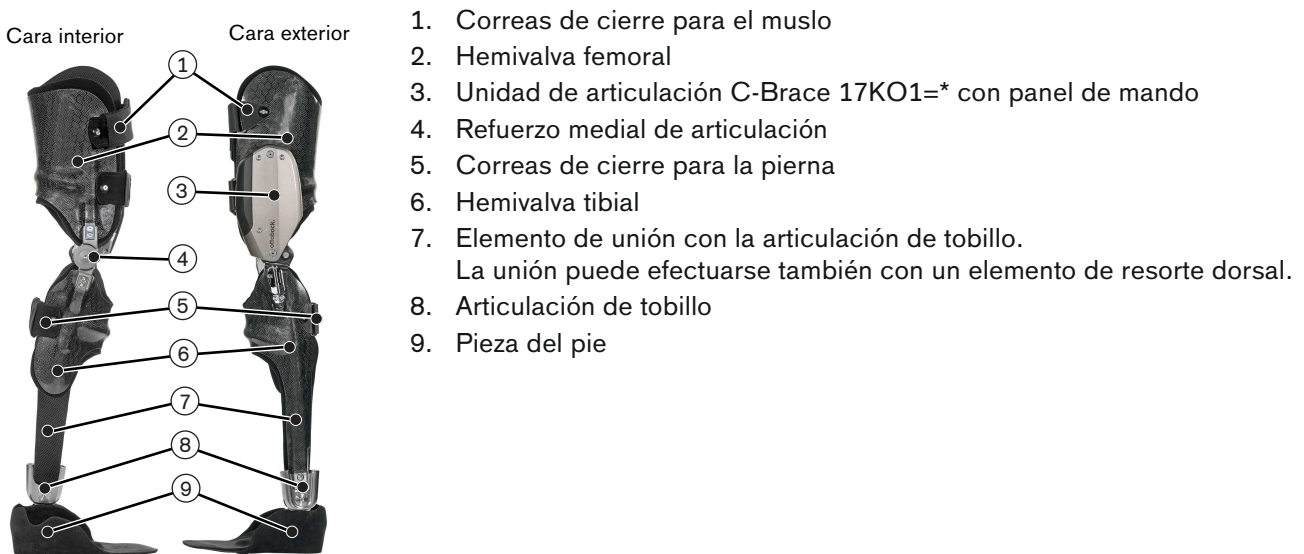 Cara interior
Cara exterior
1
2
3
4
5
6
7
8
9
ottobock.
1. Correas de cierre para el muslo
2. Hemivalva femoral
3. Unidad de articulación C-Brace 17KO1=* con panel de mando
4. Refuerzo medial de articulación
5. Correas de cierre para la pierna
6. Hemivalva tibial
7. Elemento de unión con la articulación de tobillo.
La unión puede efectuarse también con un elemento de resorte dorsal.
8. Articulación de tobillo
9. Pieza del pie